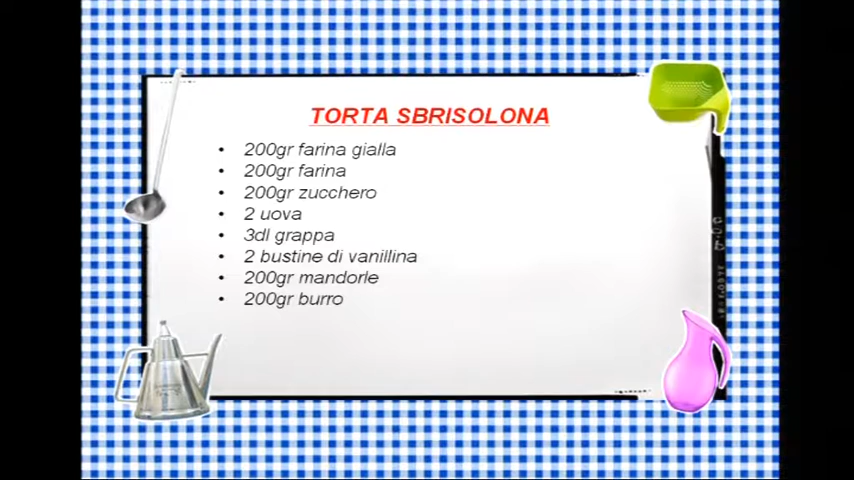 TORTA SBRISOLONA
• 200gr farina gialla
• 200gr farina
• 200gr zucchero
• 2 uova
• 3dl grappa
• 2 bustine di vanillina
• 200gr mandorle
• 200gr burro